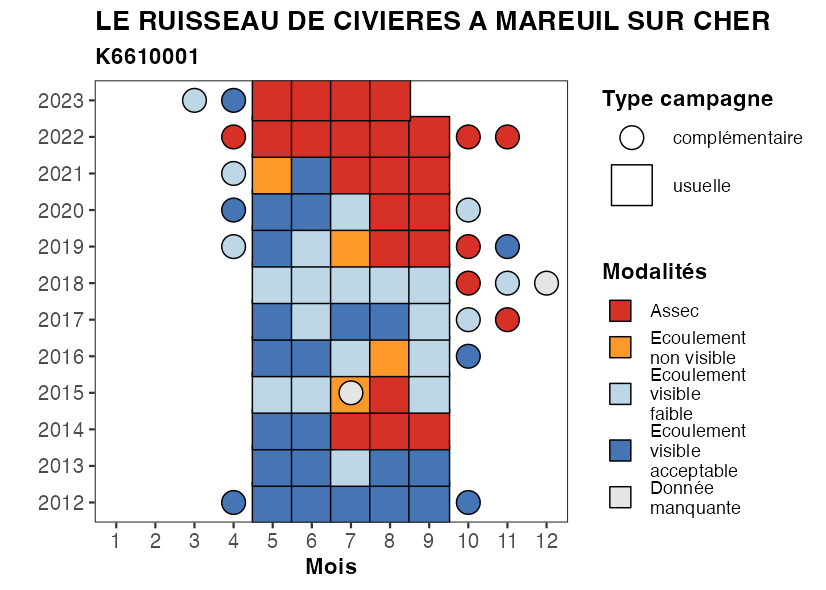 LE RUISSEAU DE CIVIERES A MAREUIL SUR CHER
K6610001
2023
2022
2021
2020
2019
2018
2017
2016
2015
2014
2013
2012
1 2 3 4 5 6 7 8 9 10 11 12
Mois
Type campagne
complémentaire
usuelle
Modalités
Assec
Ecoulement
non visible
Ecoulement
visible
faible
Ecoulement
visible
acceptable
Donnée
manquante